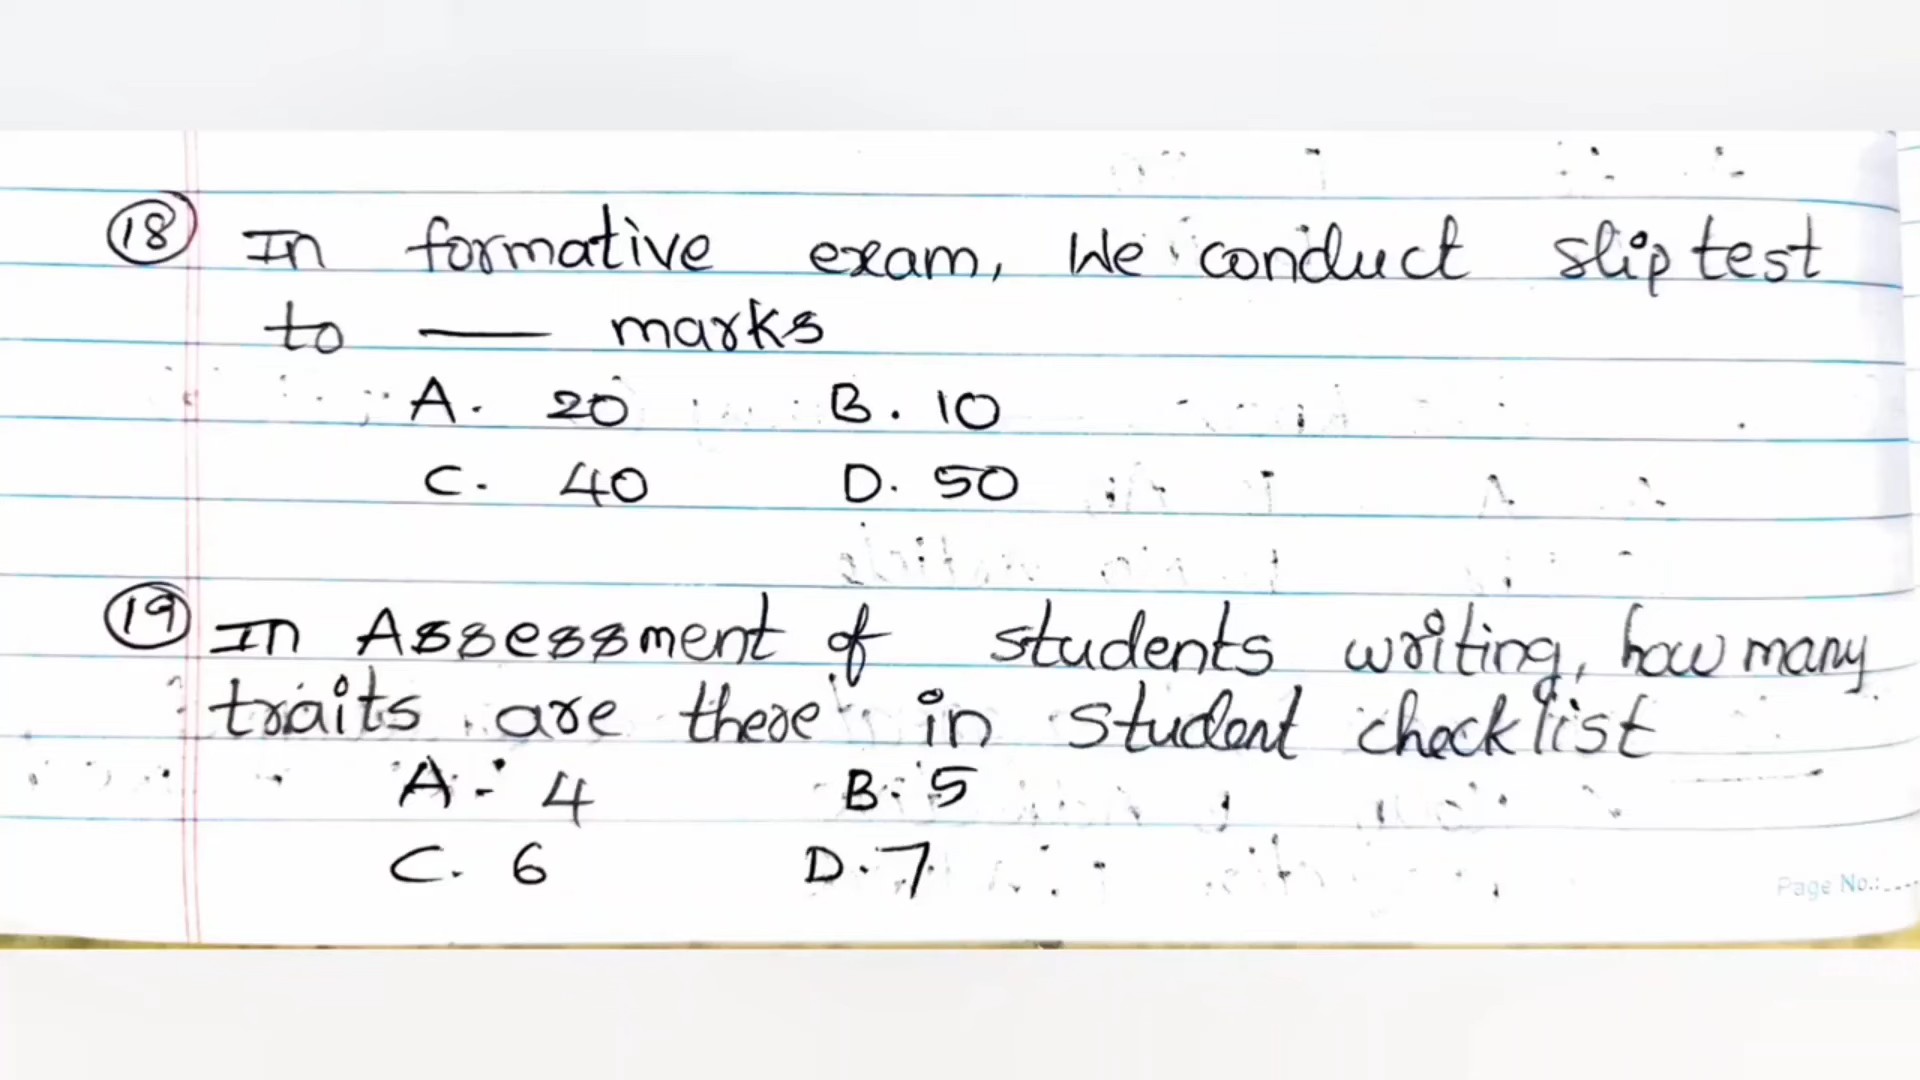 18 In formative exam, We conduct slip test
to — marks
A. 20 B. 10
C. 40 D. 50
19 In Assessment of students writing, how many
traits are there in student checklist
A. 4 B. 5
C. 6 D. 7
Page No.: